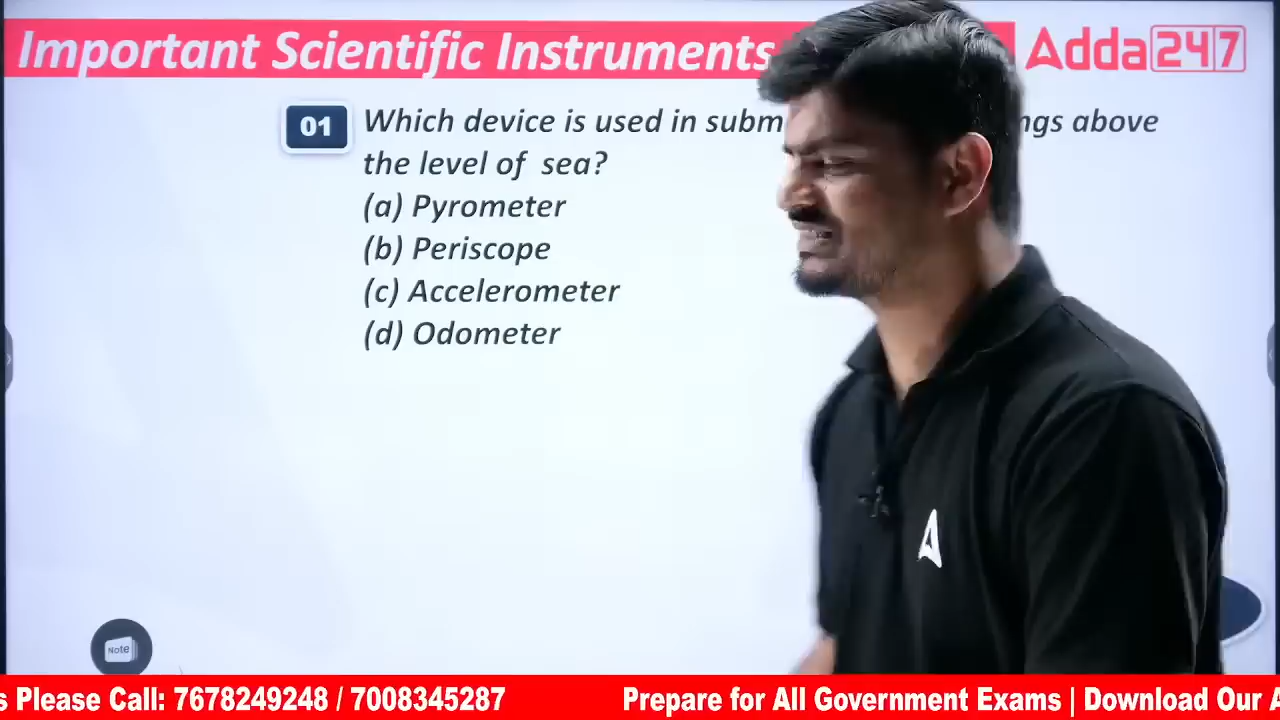 Important Scientific Instruments
Adda247
01
Which device is used in subm ngs above
the level of sea?
(a) Pyrometer
(b) Periscope
(c) Accelerometer
(d) Odometer
Note
s Please Call: 7678249248 / 7008345287 Prepare for All Government Exams | Download Our A